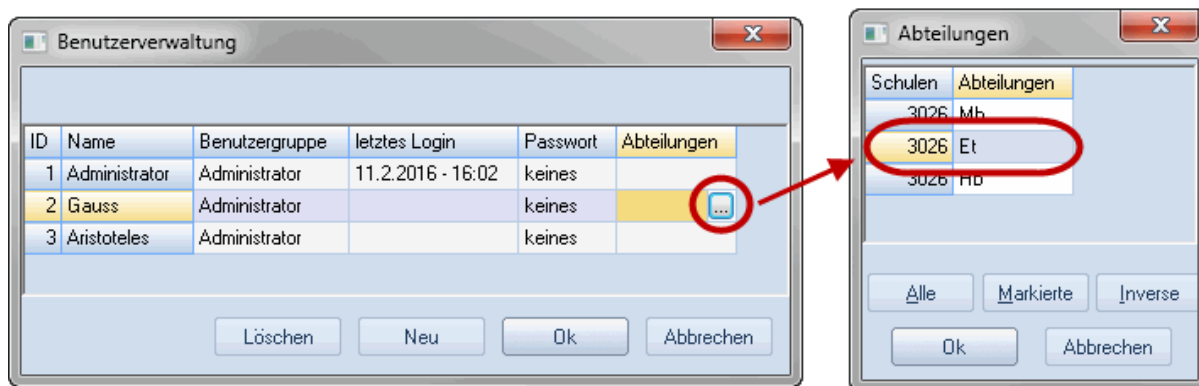 Benutzerverwaltung
ID Name Benutzergruppe letztes Login Passwort Abteilungen
1 Administrator Administrator 11.2.2016 - 16:02 keines
2 Gauss Administrator keines ...
3 Aristoteles Administrator keines
Löschen Neu Ok Abbrechen
Abteilungen
Schulen Abteilungen
3026 Mb
3026 Et
3026 Hb
Alle Markierte Inverse
Ok Abbrechen